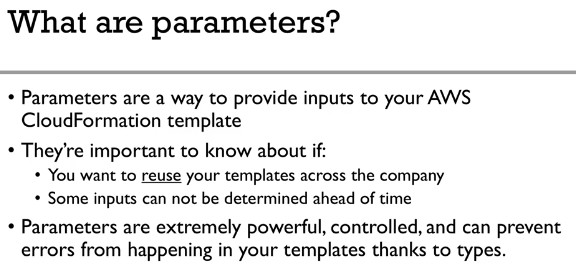 What are parameters?
• Parameters are a way to provide inputs to your AWS
CloudFormation template
• They're important to know about if:
• You want to reuse your templates across the company
• Some inputs can not be determined ahead of time
• Parameters are extremely powerful, controlled, and can prevent
errors from happening in your templates thanks to types.